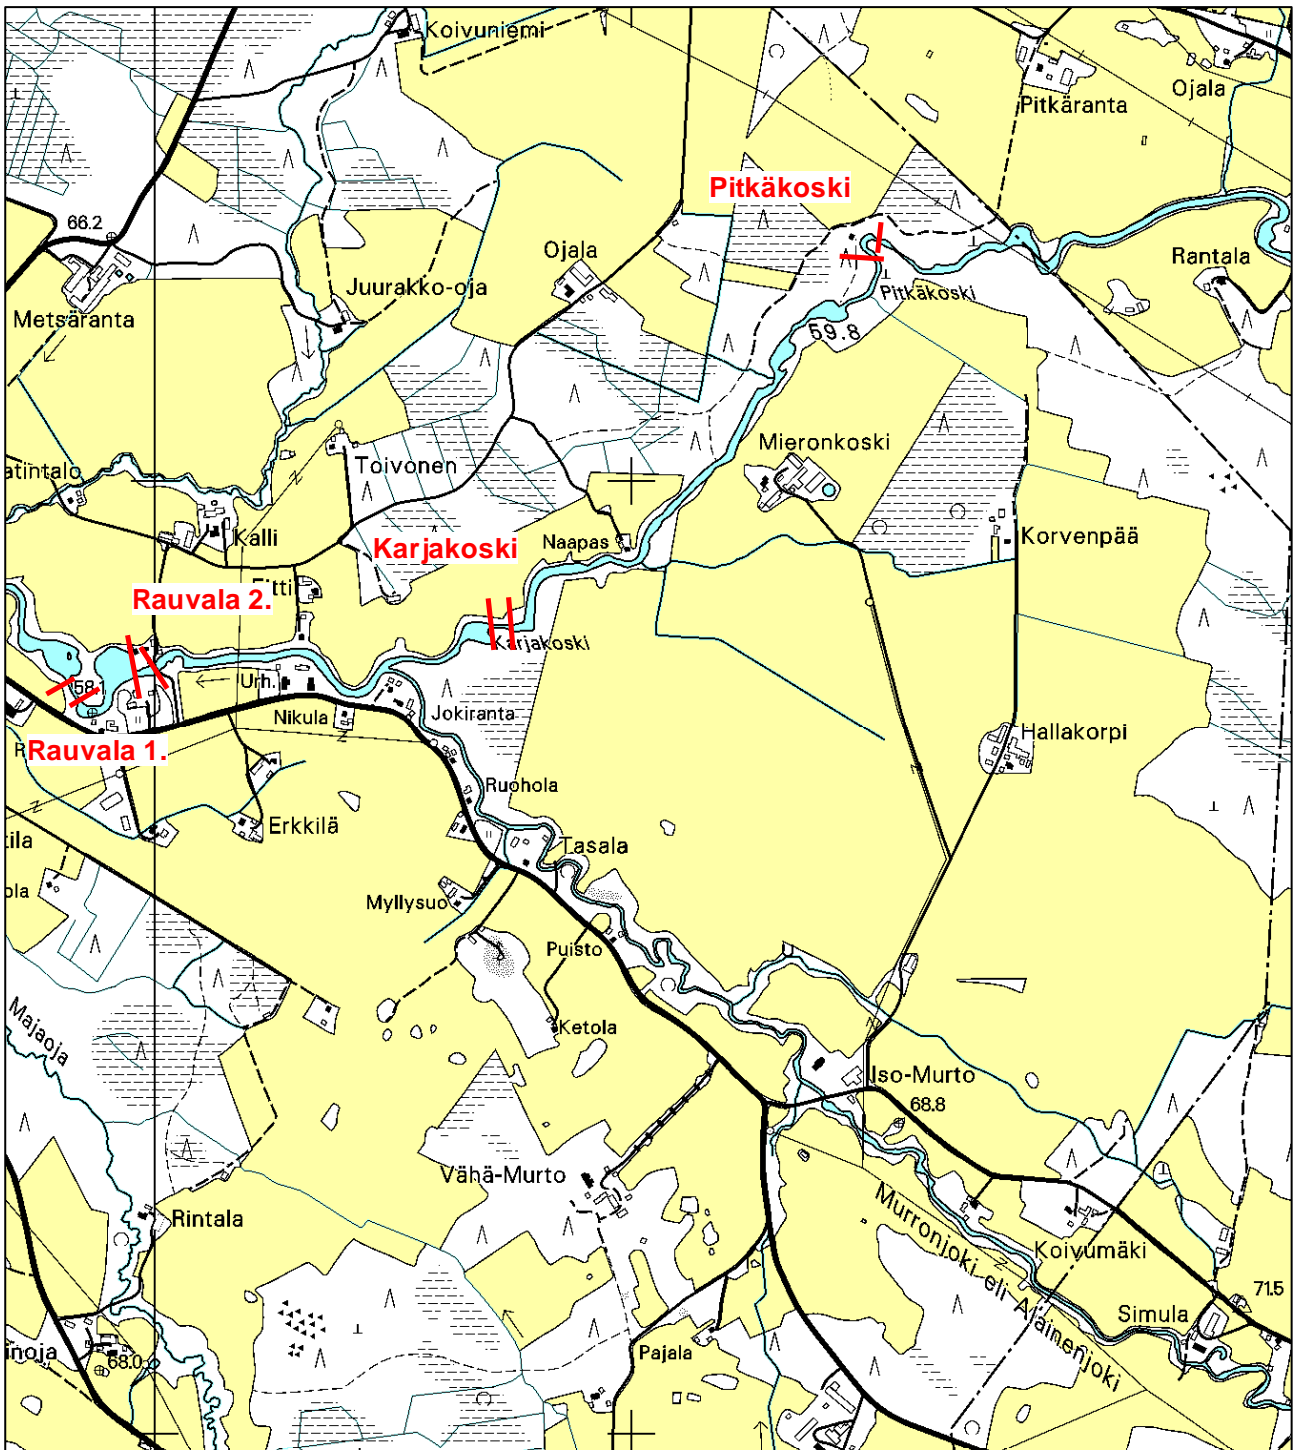 Koivuniemi
Ojala
Pitkäranta
Pitkäkoski
66.2
Ojala
Rantala
Juurakko-oja
Pitkäkoski
Metsäranta
59.8
Mieronkoski
Toivonen
atintalo
Kalli
Karjakoski
Naapas
Korvenpää
Rauvala 2.
Karjakoski
58
Urh.
Nikula
Jokiranta
Hallakorpi
Rauvala 1.
Ruohola
Erkkilä
Tasala
tila
ola
Myllysuo
Puisto
Majaoja
Ketola
Iso-Murto
68.8
Vähä-Murto
Rintala
Murronjoki eli Ajainenjoki
Koivumäki
71.5
Simula
inoja
68.0
Pajala